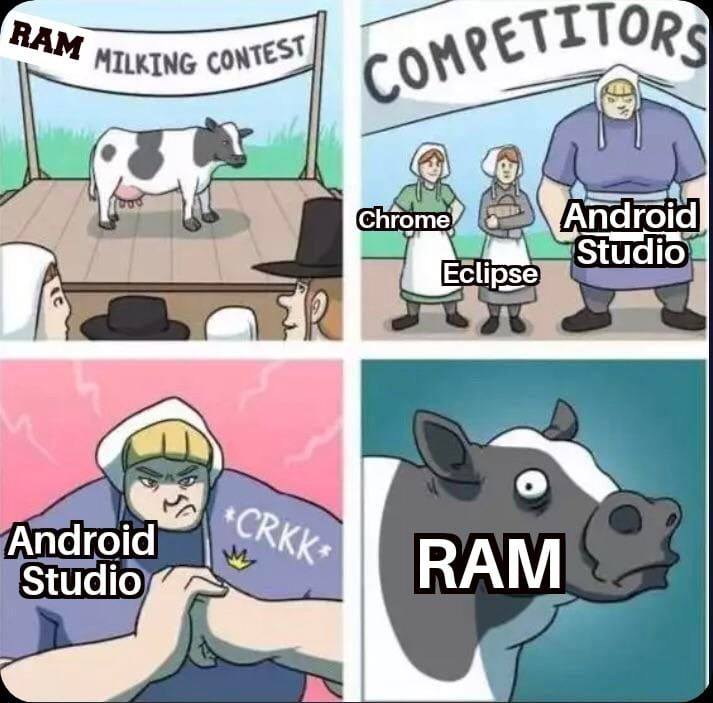 RAM MILKING CONTEST
COMPETITORS
Chrome
Eclipse
Android
Studio
Android
Studio
*CRKK*
RAM